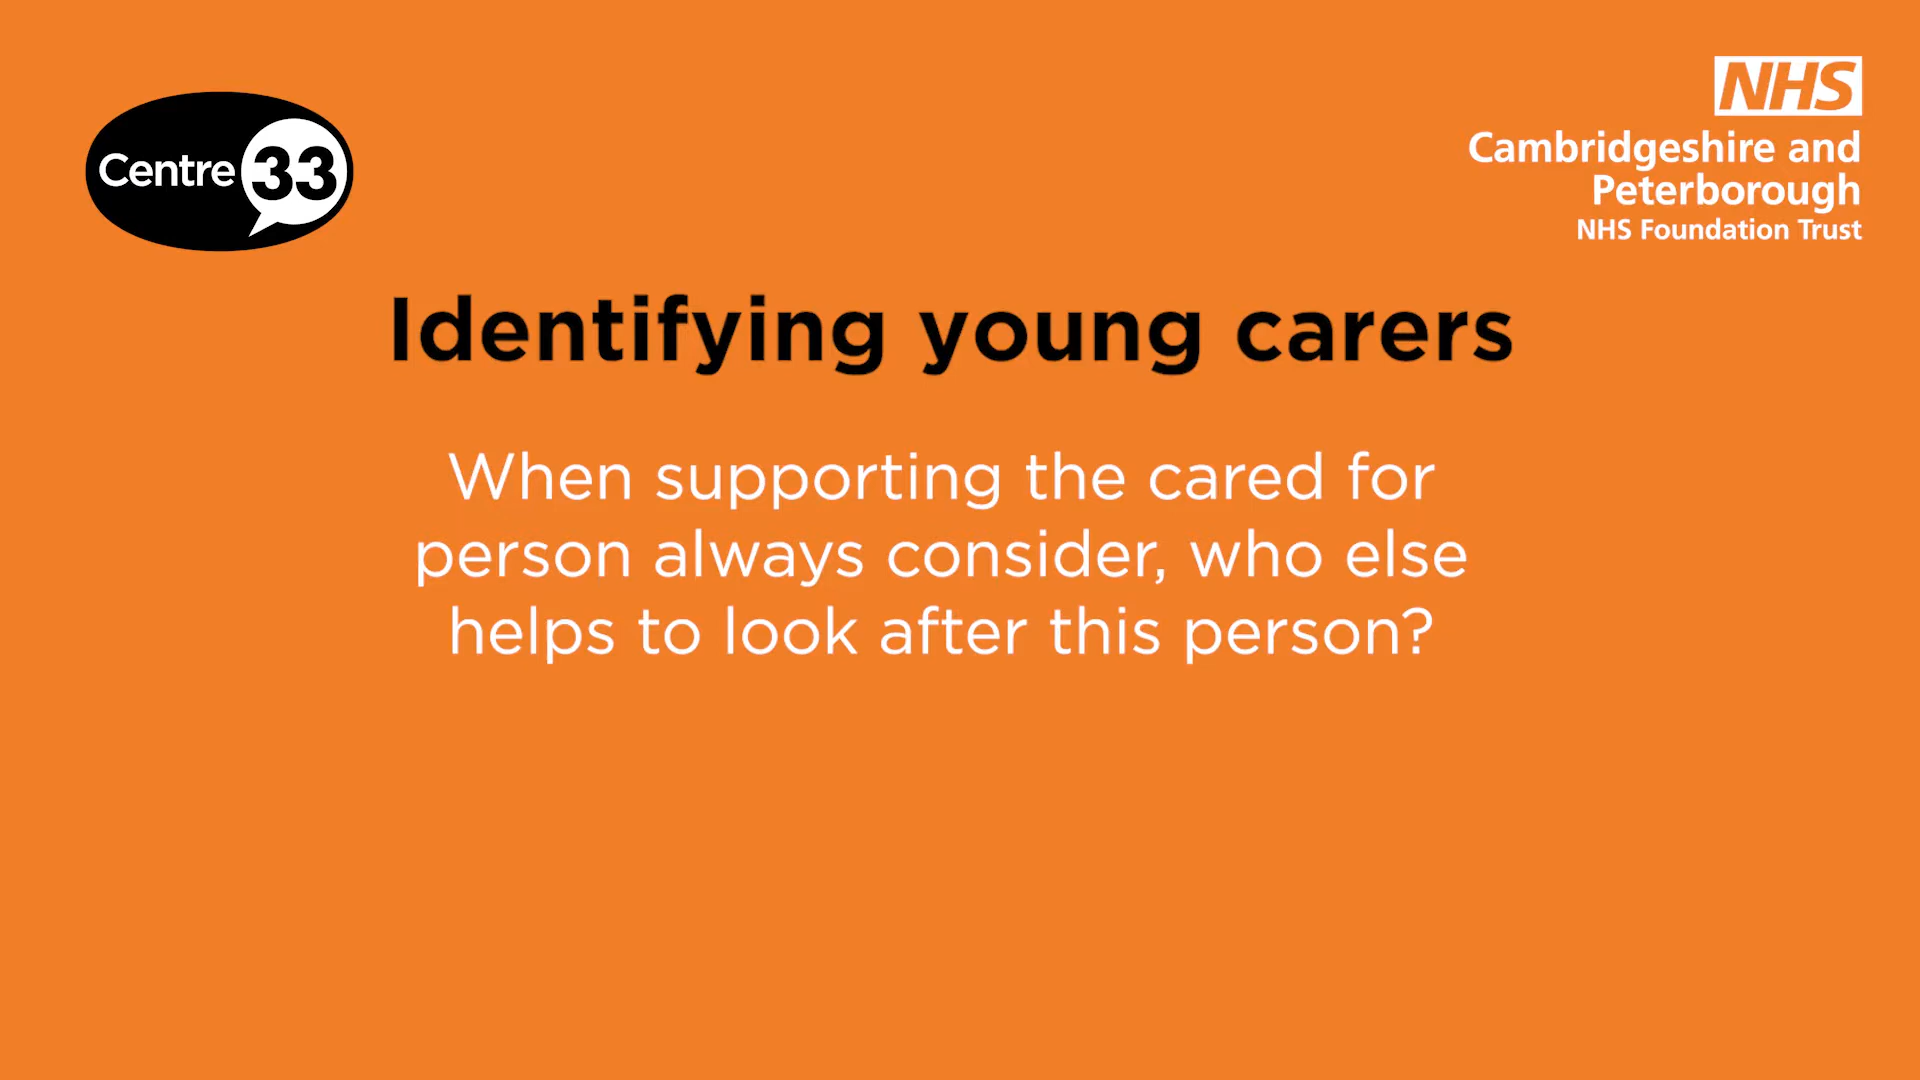 Centre 33
NHS
Cambridgeshire and
Peterborough
NHS Foundation Trust
Identifying young carers
When supporting the cared for
person always consider, who else
helps to look after this person?